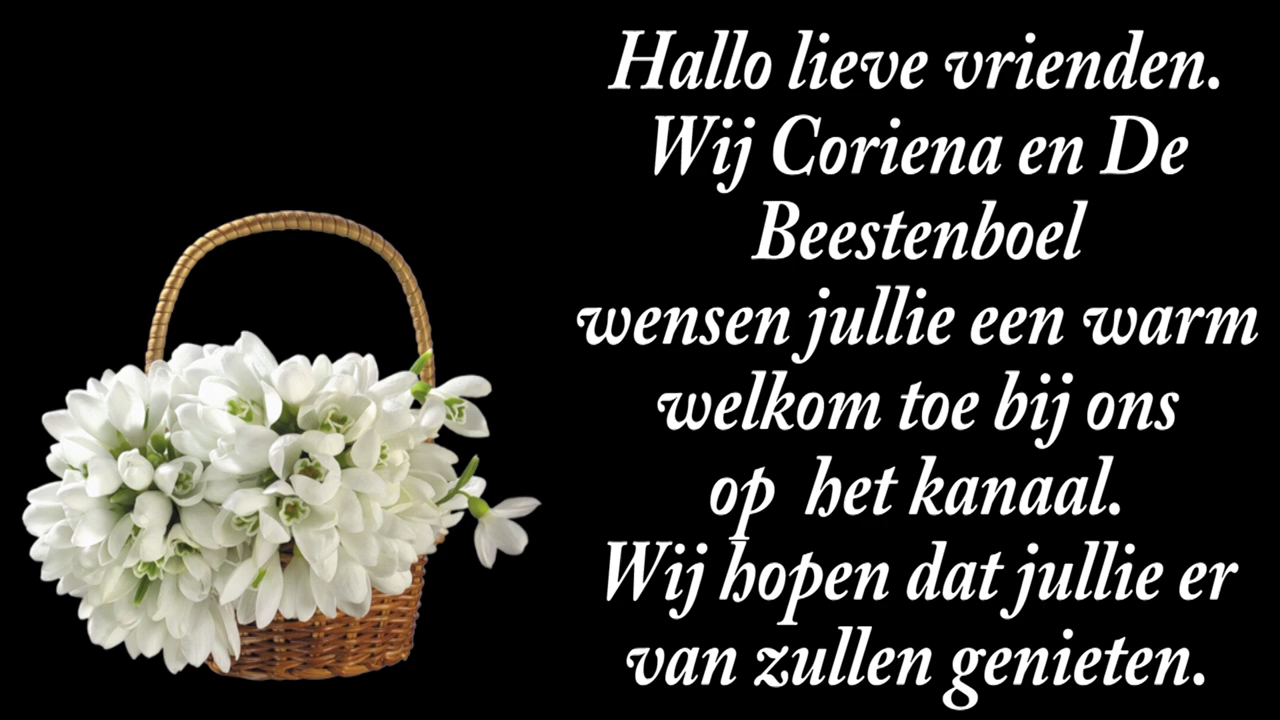 Hallo lieve vrienden.
Wij Coriena en De
Beestenboel
wensen jullie een warm
welkom toe bij ons
op het kanaal.
Wij hopen dat jullie er
van zullen genieten.